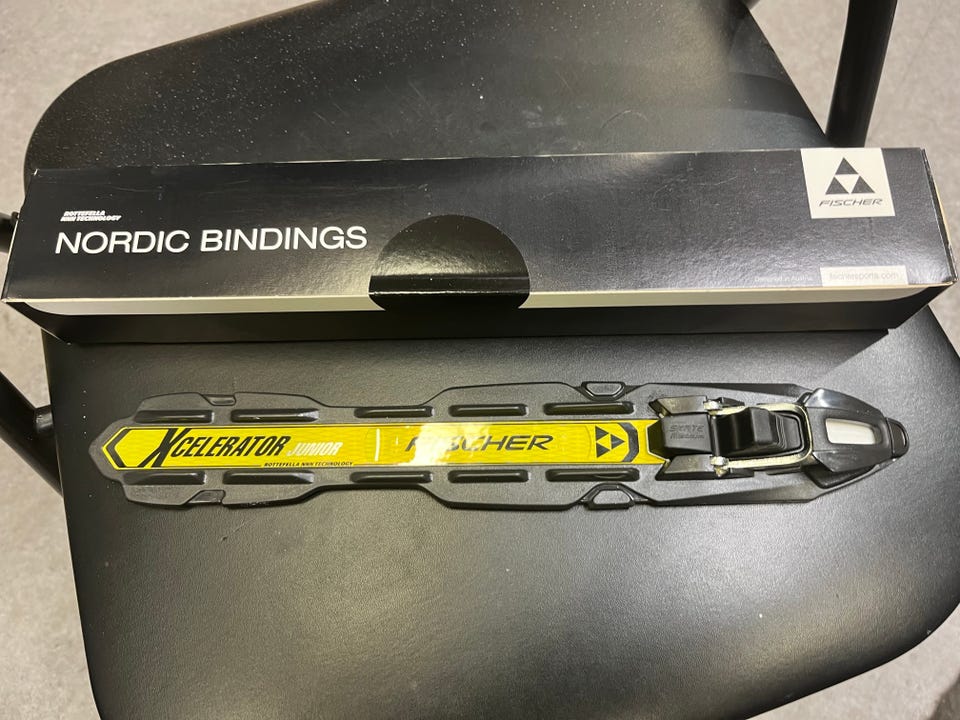 ROTTEFELLA
NNN TECHNOLOGY
NORDIC BINDINGS
FISCHER
fischersports.com
XCELERATOR JUNIOR
ROTTEFELLA NNN TECHNOLOGY
FISCHER
SKATE